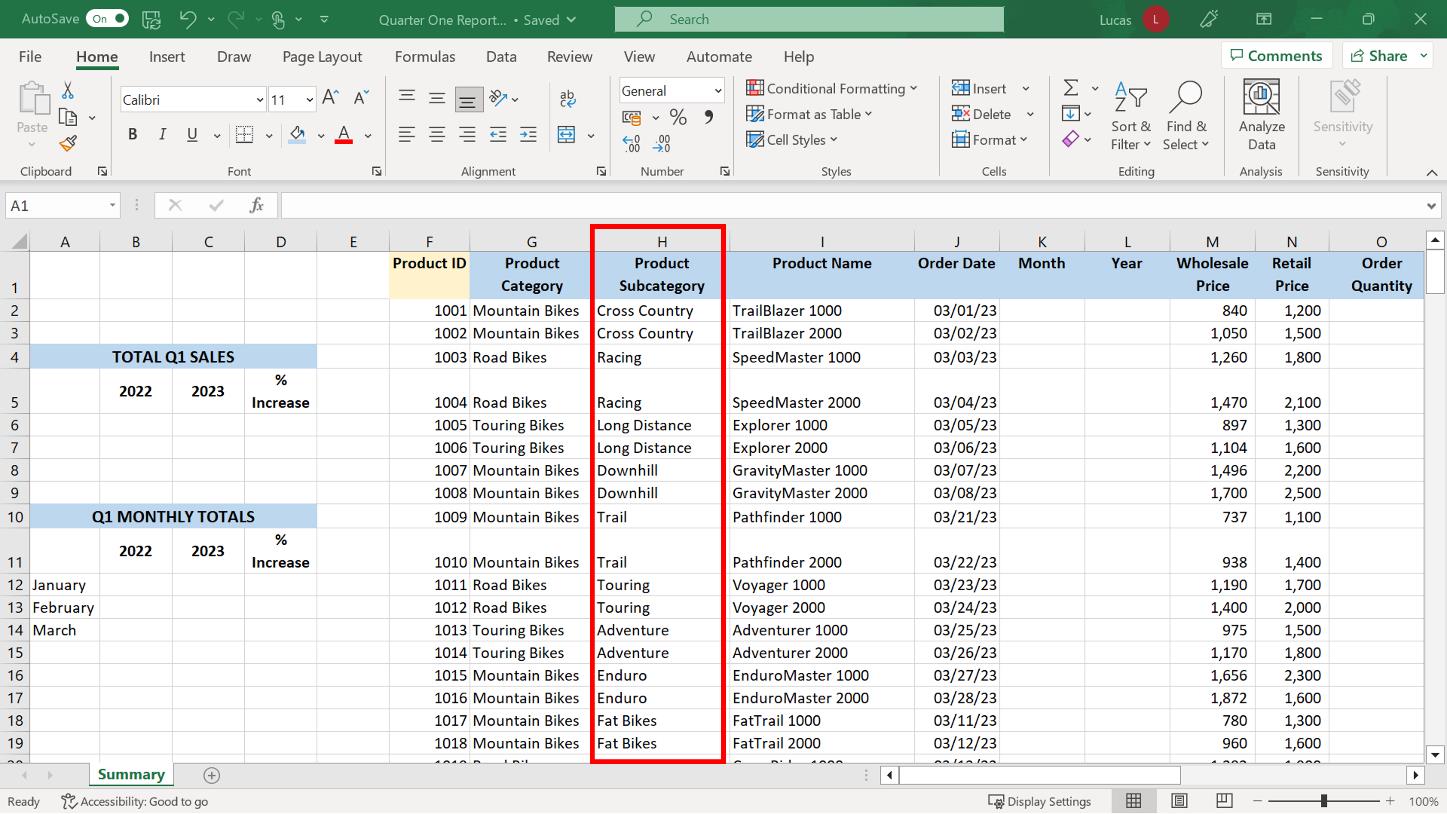 AutoSave On Quarter One Report... • Saved Search Lucas L
File Home Insert Draw Page Layout Formulas Data Review View Automate Help Comments Share
Paste
Clipboard
Calibri 11 A A
B I U A
Font
ab
Alignment
General
% 9
.00 .00
Number
Conditional Formatting
Format as Table
Cell Styles
Styles
Insert
Delete
Format
Cells
Sort & Filter
Find & Select
Editing
Analyze Data
Analysis
Sensitivity
Sensitivity
A1 fx
A B C D E F G H I J K L M N O
1 Product ID Product Category Product Subcategory Product Name Order Date Month Year Wholesale Price Retail Price Order Quantity
2 1001 Mountain Bikes Cross Country TrailBlazer 1000 03/01/23 840 1,200
3 1002 Mountain Bikes Cross Country TrailBlazer 2000 03/02/23 1,050 1,500
4 TOTAL Q1 SALES 1003 Road Bikes Racing SpeedMaster 1000 03/03/23 1,260 1,800
5 2022 2023 % Increase 1004 Road Bikes Racing SpeedMaster 2000 03/04/23 1,470 2,100
6 1005 Touring Bikes Long Distance Explorer 1000 03/05/23 897 1,300
7 1006 Touring Bikes Long Distance Explorer 2000 03/06/23 1,104 1,600
8 1007 Mountain Bikes Downhill GravityMaster 1000 03/07/23 1,496 2,200
9 1008 Mountain Bikes Downhill GravityMaster 2000 03/08/23 1,700 2,500
10 Q1 MONTHLY TOTALS 1009 Mountain Bikes Trail Pathfinder 1000 03/21/23 737 1,100
11 2022 2023 % Increase 1010 Mountain Bikes Trail Pathfinder 2000 03/22/23 938 1,400
12 January 1011 Road Bikes Touring Voyager 1000 03/23/23 1,190 1,700
13 February 1012 Road Bikes Touring Voyager 2000 03/24/23 1,400 2,000
14 March 1013 Touring Bikes Adventure Adventurer 1000 03/25/23 975 1,500
15 1014 Touring Bikes Adventure Adventurer 2000 03/26/23 1,170 1,800
16 1015 Mountain Bikes Enduro EnduroMaster 1000 03/27/23 1,656 2,300
17 1016 Mountain Bikes Enduro EnduroMaster 2000 03/28/23 1,872 1,600
18 1017 Mountain Bikes Fat Bikes FatTrail 1000 03/11/23 780 1,300
19 1018 Mountain Bikes Fat Bikes FatTrail 2000 03/12/23 960 1,600
Summary
Ready Accessibility: Good to go Display Settings 100%